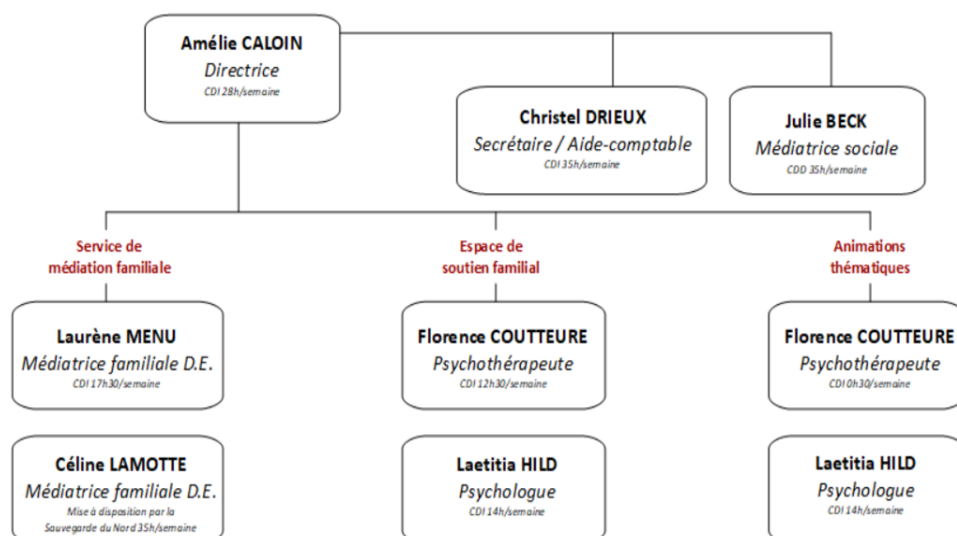 Amélie CALOIN
Directrice
CDI 28h/semaine
Christel DRIEUX
Secrétaire / Aide-comptable
CDI 35h/semaine
Julie BECK
Médiatrice sociale
CDD 35h/semaine
Service de
médiation familiale
Espace de
soutien familial
Animations
thématiques
Laurène MENU
Médiatrice familiale D.E.
CDI 17h30/semaine
Florence COUTTEURE
Psychothérapeute
CDI 12h30/semaine
Florence COUTTEURE
Psychothérapeute
CDI 0h30/semaine
Céline LAMOTTE
Médiatrice familiale D.E.
Mise à disposition par la
Sauvegarde du Nord 35h/semaine
Laetitia HILD
Psychologue
CDI 14h/semaine
Laetitia HILD
Psychologue
CDI 14h/semaine